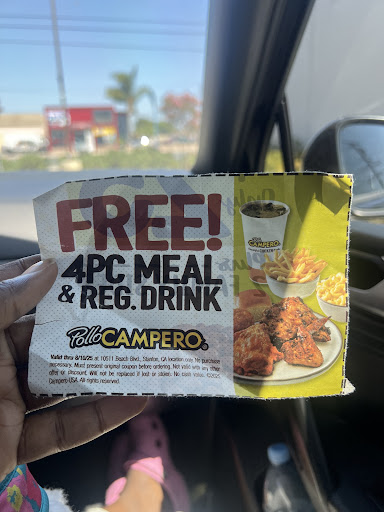 FREE!
4PC MEAL
& REG. DRINK
Pollo CAMPERO
Valid thru 8/10/25 at 10511 Beach Blvd., Stanton, CA location only. No purchase
necessary. Must present original coupon before ordering. Not valid with any other
offer or discount. Will not be replaced if lost or stolen. No cash value. ©2025
Campero USA. All rights reserved.
CAMPERO